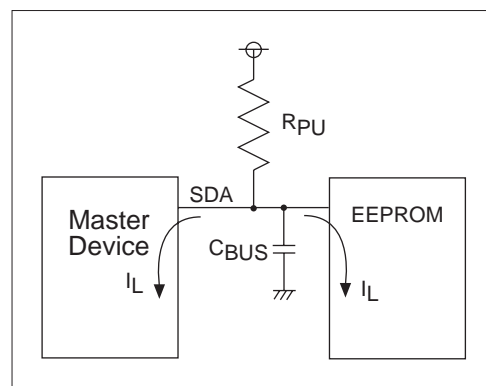 RPU
SDA
Master
Device
EEPROM
CBUS
IL
IL